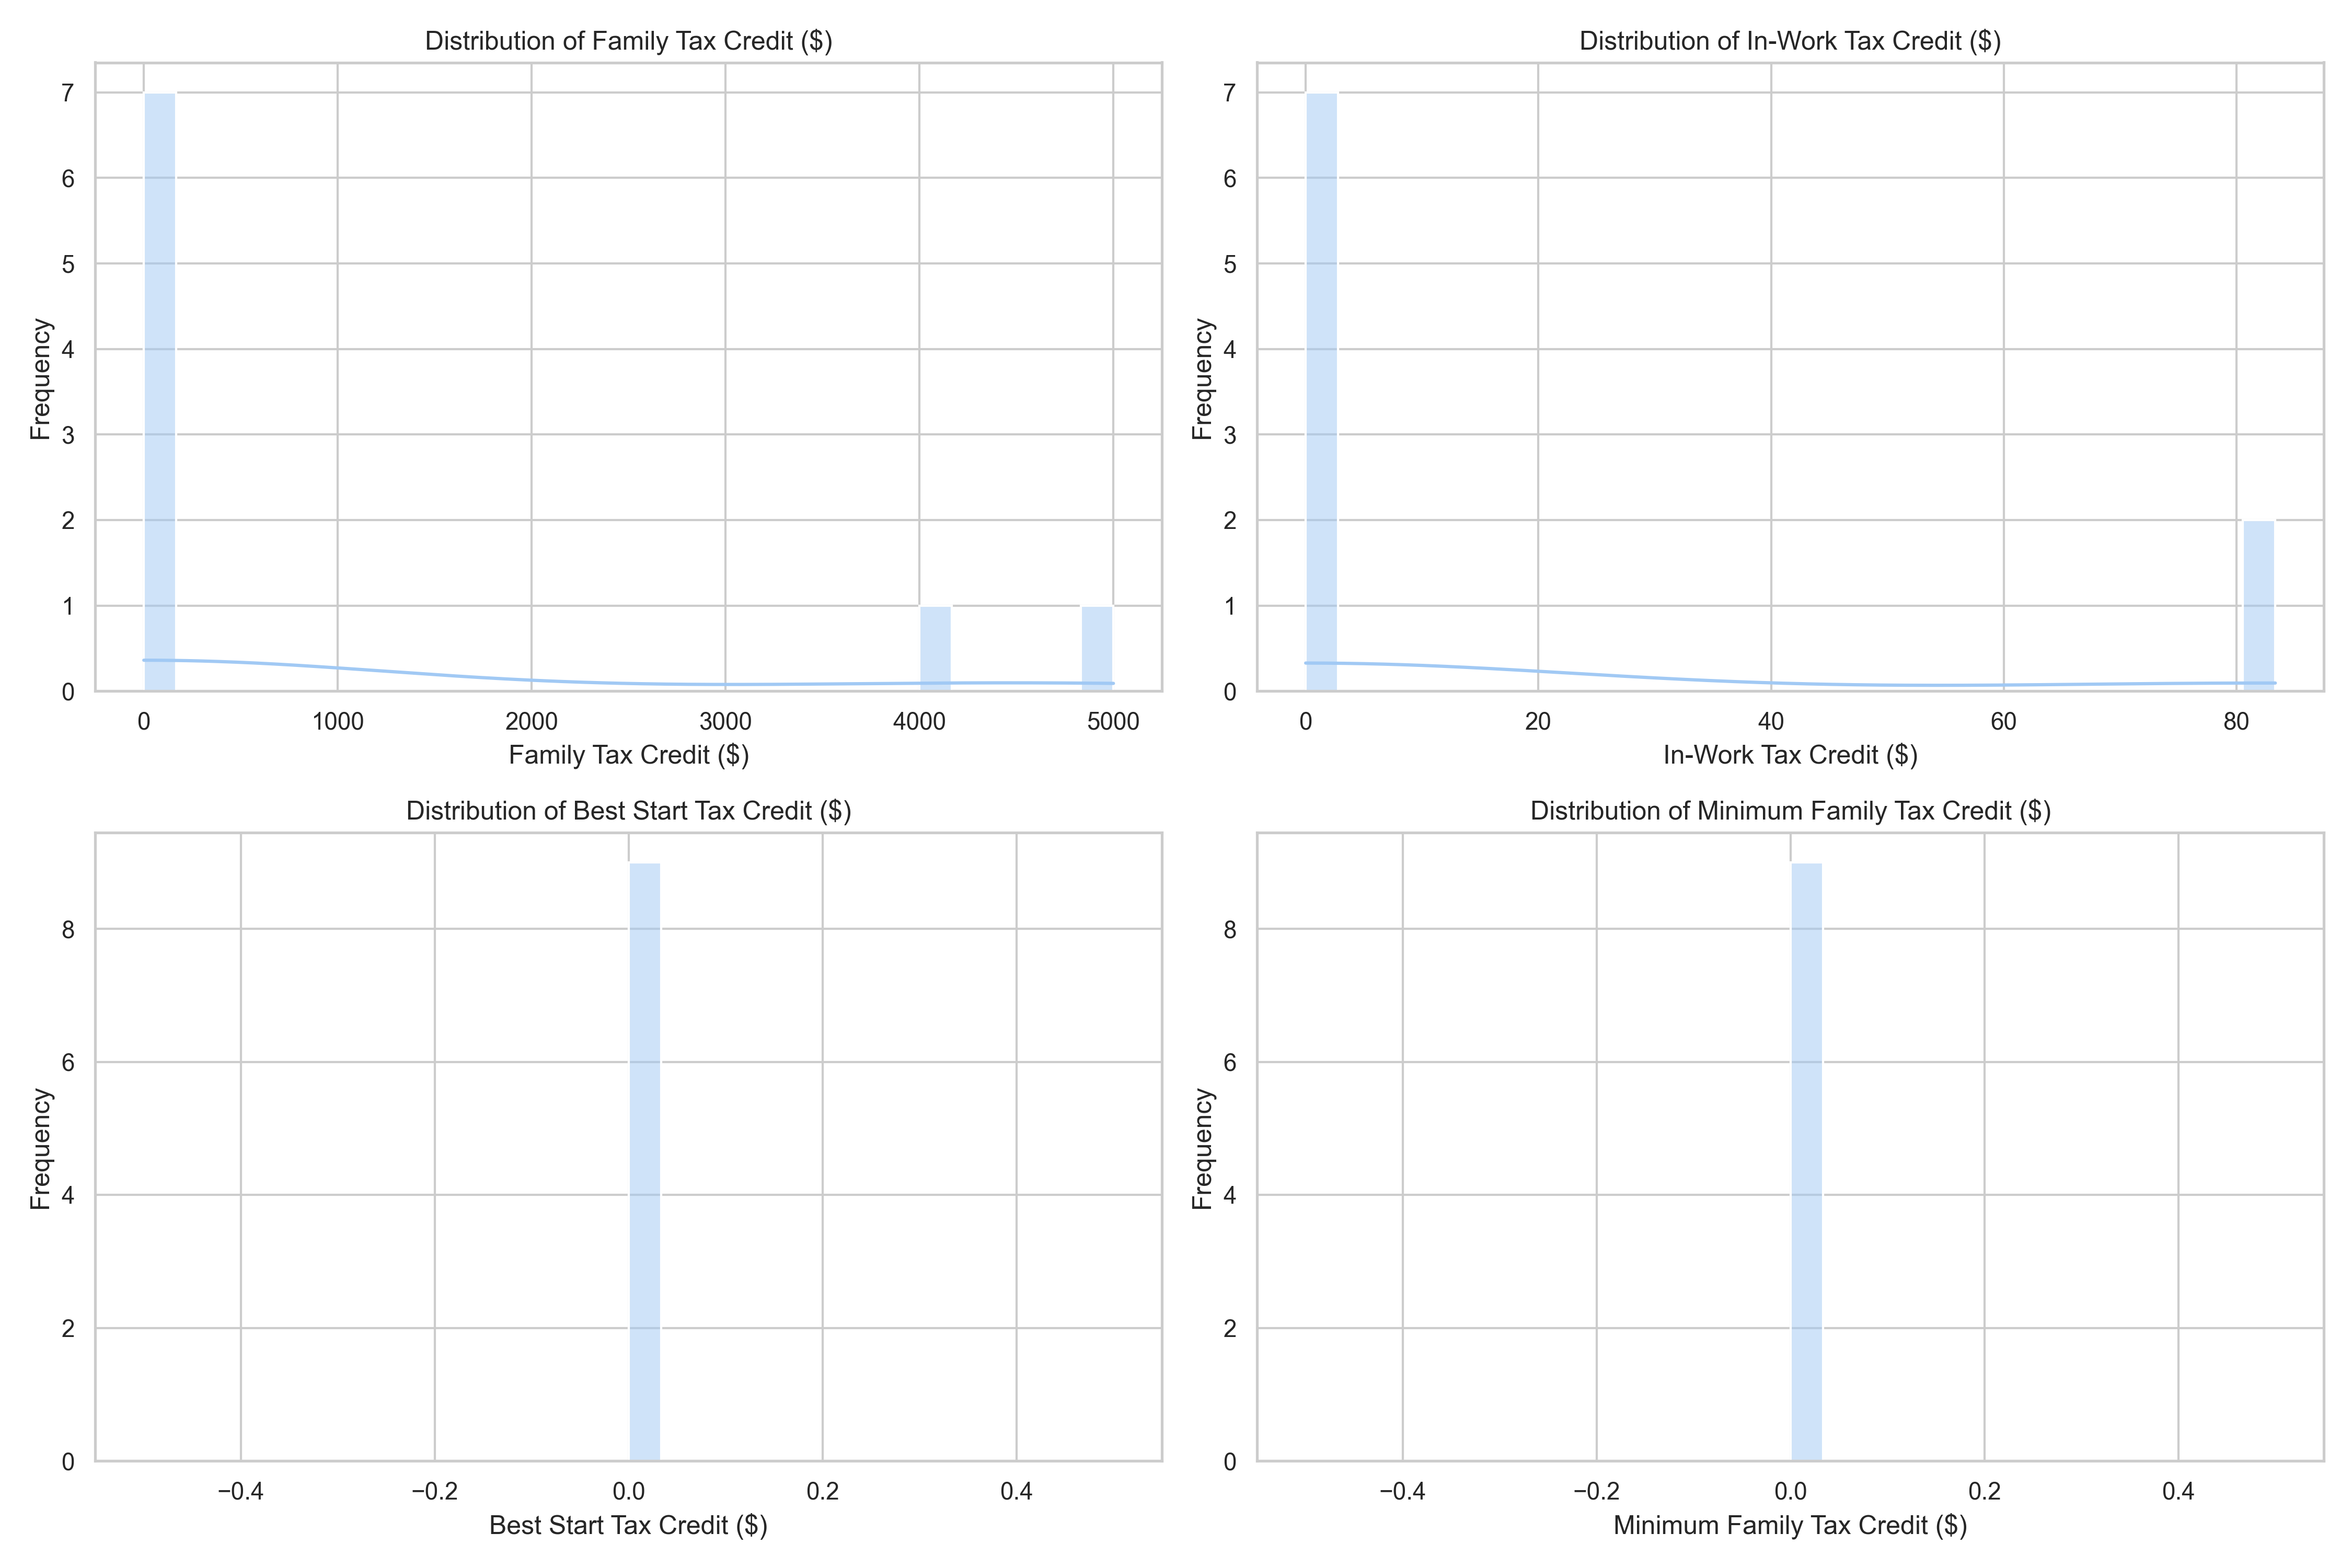 Distribution of Family Tax Credit ($)
7
6
5
4
3
2
1
0
Frequency
0 1000 2000 3000 4000 5000
Family Tax Credit ($)
Distribution of In-Work Tax Credit ($)
7
6
5
4
3
2
1
0
Frequency
0 20 40 60 80
In-Work Tax Credit ($)
Distribution of Best Start Tax Credit ($)
8
6
4
2
0
Frequency
−0.4 −0.2 0.0 0.2 0.4
Best Start Tax Credit ($)
Distribution of Minimum Family Tax Credit ($)
8
6
4
2
0
Frequency
−0.4 −0.2 0.0 0.2 0.4
Minimum Family Tax Credit ($)